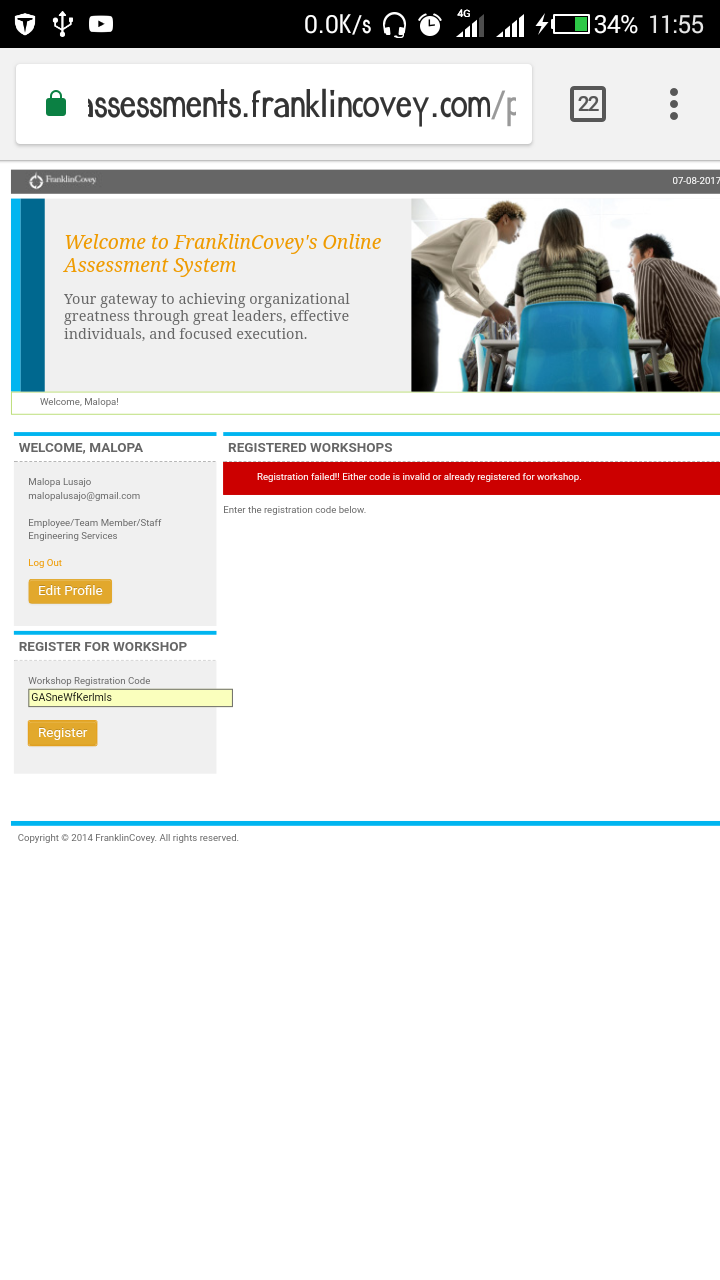 0.0K/s 4G 34% 11:55
assessments.franklincovey.com/p
22
FranklinCovey
07-08-2017
Welcome to FranklinCovey's Online
Assessment System
Your gateway to achieving organizational
greatness through great leaders, effective
individuals, and focused execution.
Welcome, Malopa!
WELCOME, MALOPA
Malopa Lusajo
malopalusajo@gmail.com
Employee/Team Member/Staff
Engineering Services
Log Out
Edit Profile
REGISTERED WORKSHOPS
Registration failed!! Either code is invalid or already registered for workshop.
Enter the registration code below.
REGISTER FOR WORKSHOP
Workshop Registration Code
Register
Copyright © 2014 FranklinCovey. All rights reserved.